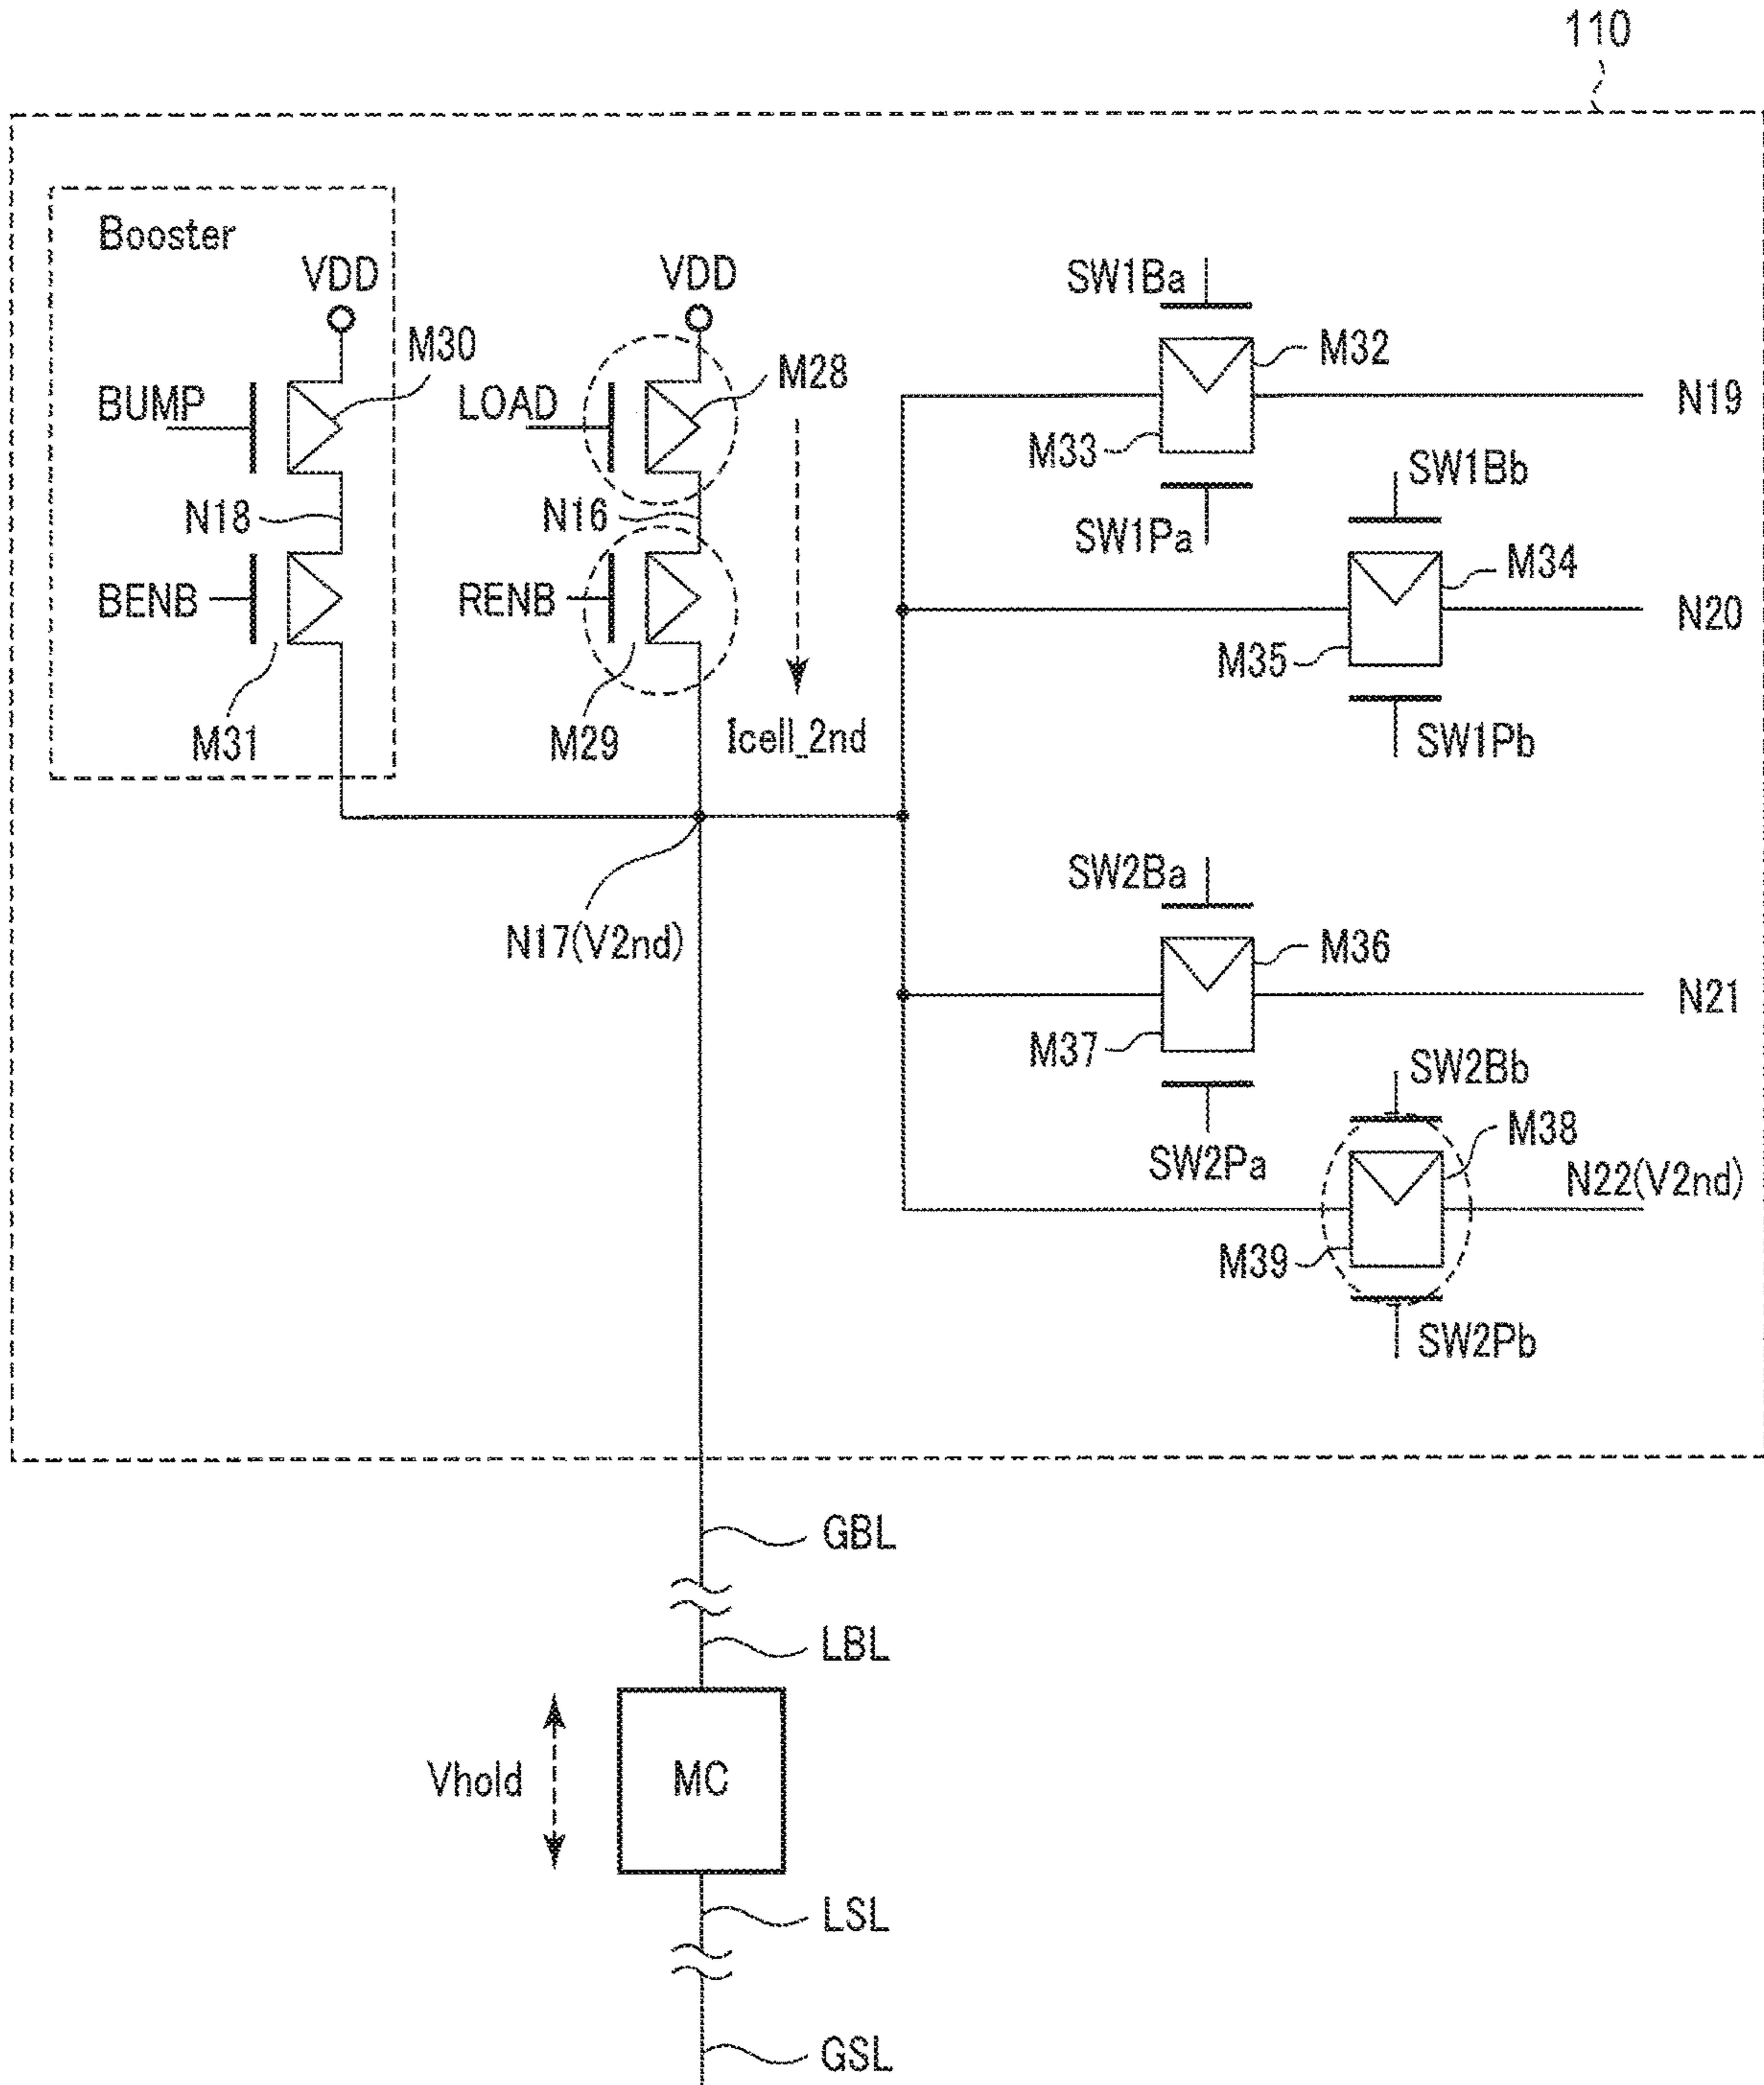 110
Booster
VDD
VDD
SW1Ba
M30
M28
M32
BUMP
LOAD
N19
M33
SW1Bb
N18
N16
SW1Pa
M34
BENB
RENB
N20
M35
M31
M29
Icell_2nd
SW1Pb
SW2Ba
N17(V2nd)
M36
N21
M37
SW2Bb
M38
SW2Pa
N22(V2nd)
M39
SW2Pb
GBL
LBL
Vhold
MC
LSL
GSL